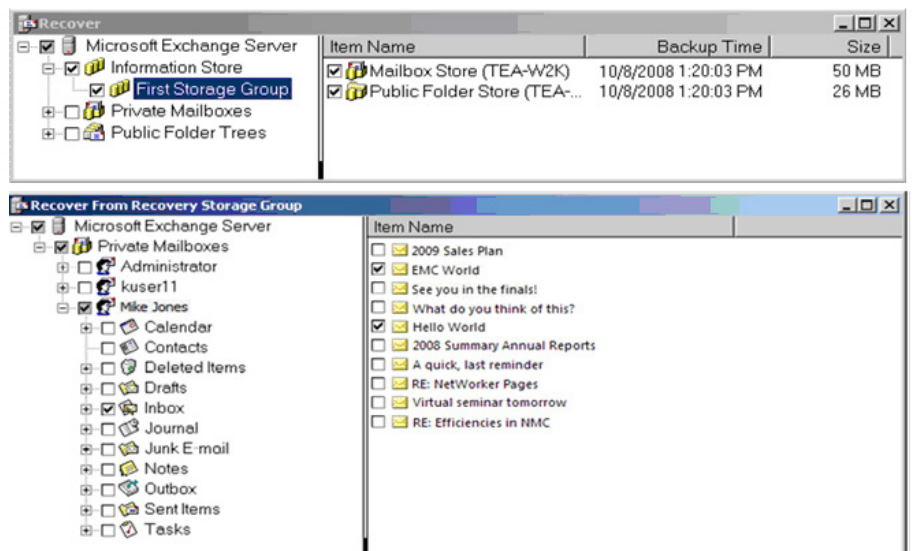 Recover
Microsoft Exchange Server
Information Store
First Storage Group
Private Mailboxes
Public Folder Trees
Item Name Backup Time Size
Mailbox Store (TEA-W2K) 10/8/2008 1:20:03 PM 50 MB
Public Folder Store (TEA-... 10/8/2008 1:20:03 PM 26 MB
Recover From Recovery Storage Group
Microsoft Exchange Server
Private Mailboxes
Administrator
kuser11
Mike Jones
Calendar
Contacts
Deleted Items
Drafts
Inbox
Journal
Junk E-mail
Notes
Outbox
Sent Items
Tasks
Item Name
2009 Sales Plan
EMC World
See you in the finals!
What do you think of this?
Hello World
2008 Summary Annual Reports
A quick, last reminder
RE: NetWorker Pages
Virtual seminar tomorrow
RE: Efficiencies in NMC